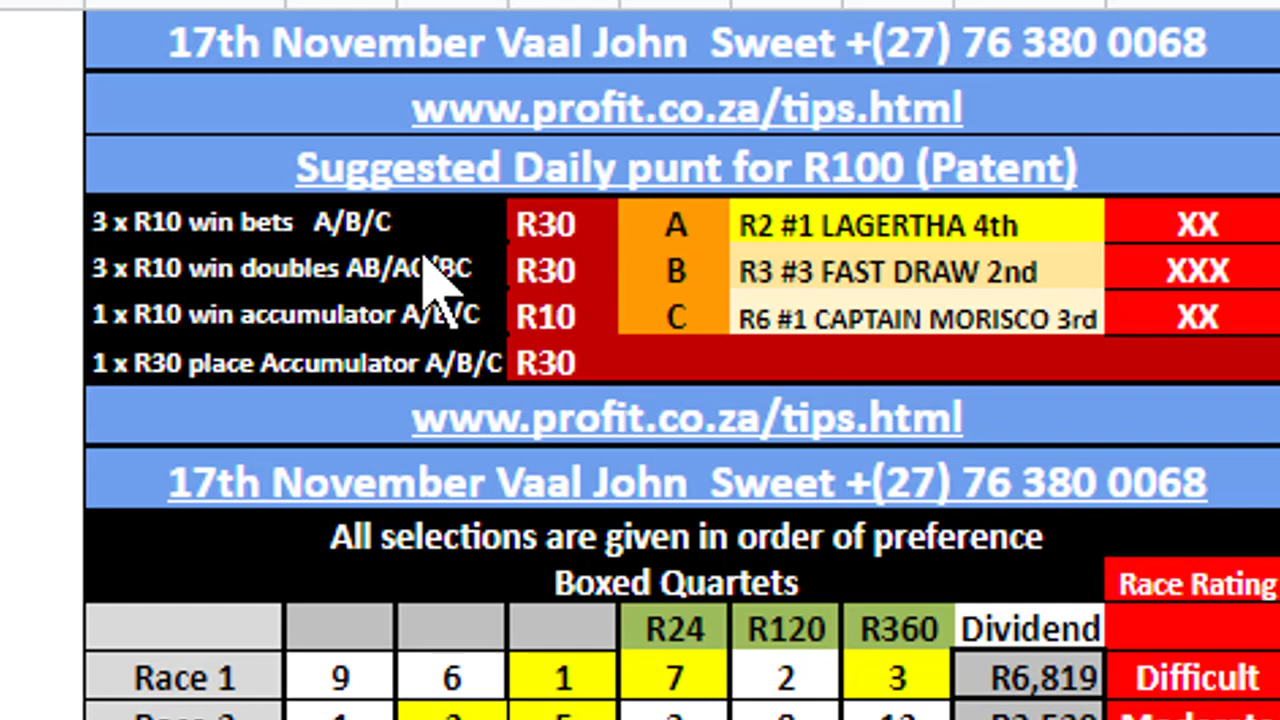 17th November Vaal John Sweet +(27) 76 380 0068
www.profit.co.za/tips.html
Suggested Daily punt for R100 (Patent)
3 x R10 win bets A/B/C R30 A R2 #1 LAGERTHA 4th XX
3 x R10 win doubles AB/AC/BC R30 B R3 #3 FAST DRAW 2nd XXX
1 x R10 win accumulator A/B/C R10 C R6 #1 CAPTAIN MORISCO 3rd XX
1 x R30 place Accumulator A/B/C R30
www.profit.co.za/tips.html
17th November Vaal John Sweet +(27) 76 380 0068
All selections are given in order of preference
Boxed Quartets Race Rating
R24 R120 R360 Dividend
Race 1 9 6 1 7 2 3 R6,819 Difficult